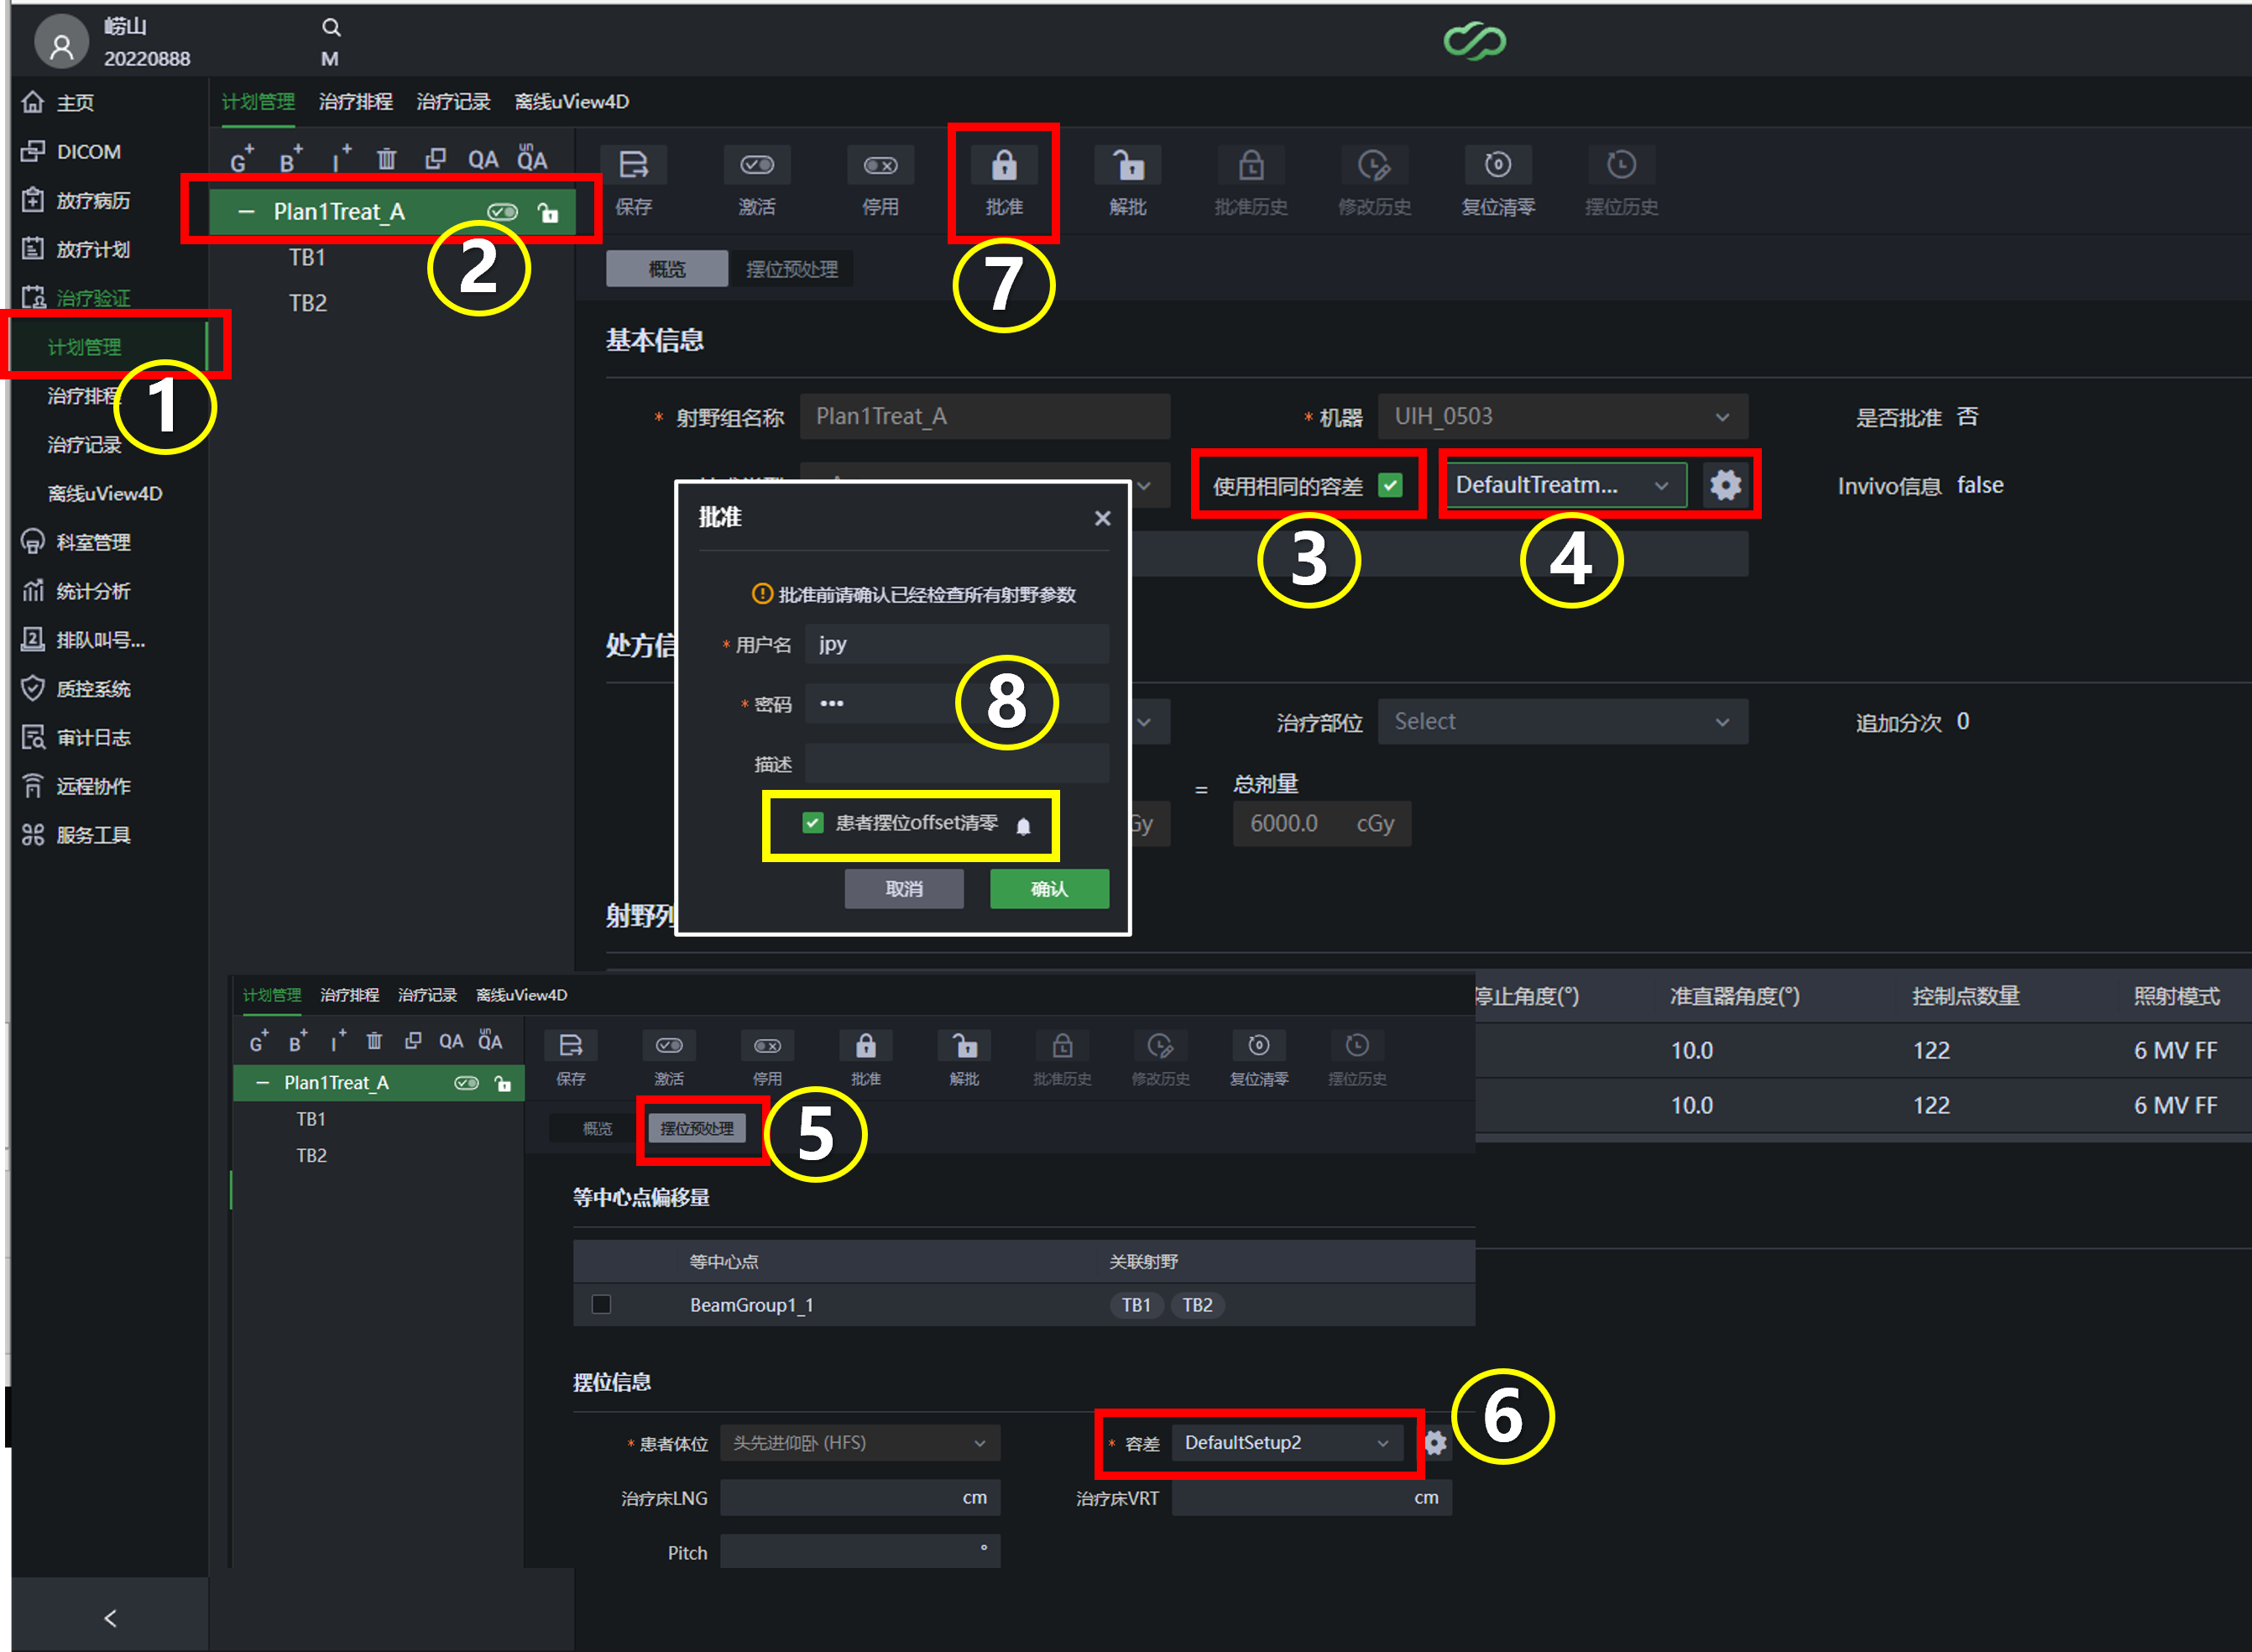 崂山
20220888
M
主页
DICOM
放疗病历
放疗计划
治疗验证
计划管理
治疗排程
治疗记录
离线uView4D
科室管理
统计分析
排队叫号...
质控系统
审计日志
远程协作
服务工具
1
计划管理 治疗排程 治疗记录 离线uView4D
G+ B+ I+ QA unQA
Plan1Treat_A
TB1
TB2
2
保存 激活 停用 批准 解批 批准历史 修改历史 复位清零 摆位历史
7
概览 摆位预处理
基本信息
* 射野组名称 Plan1Treat_A * 机器 UIH_0503 是否批准 否
使用相同的容差 DefaultTreatm... Invivo信息 false
3 4
处方信
治疗部位 Select 追加分次 0
= 总剂量
Gy 6000.0 cGy
射野列
批准
批准前请确认已经检查所有射野参数
* 用户名 jpy
* 密码 •••
8
描述
患者摆位offset清零
取消 确认
停止角度(°) 准直器角度(°) 控制点数量 照射模式
10.0 122 6 MV FF
10.0 122 6 MV FF
计划管理 治疗排程 治疗记录 离线uView4D
G+ B+ I+ QA unQA
Plan1Treat_A
TB1
TB2
保存 激活 停用 批准 解批 批准历史 修改历史 复位清零 摆位历史
概览 摆位预处理
5
等中心点偏移量
等中心点 关联射野
BeamGroup1_1 TB1 TB2
摆位信息
* 患者体位 头先进仰卧 (HFS) * 容差 DefaultSetup2
6
治疗床LNG cm 治疗床VRT cm
Pitch °